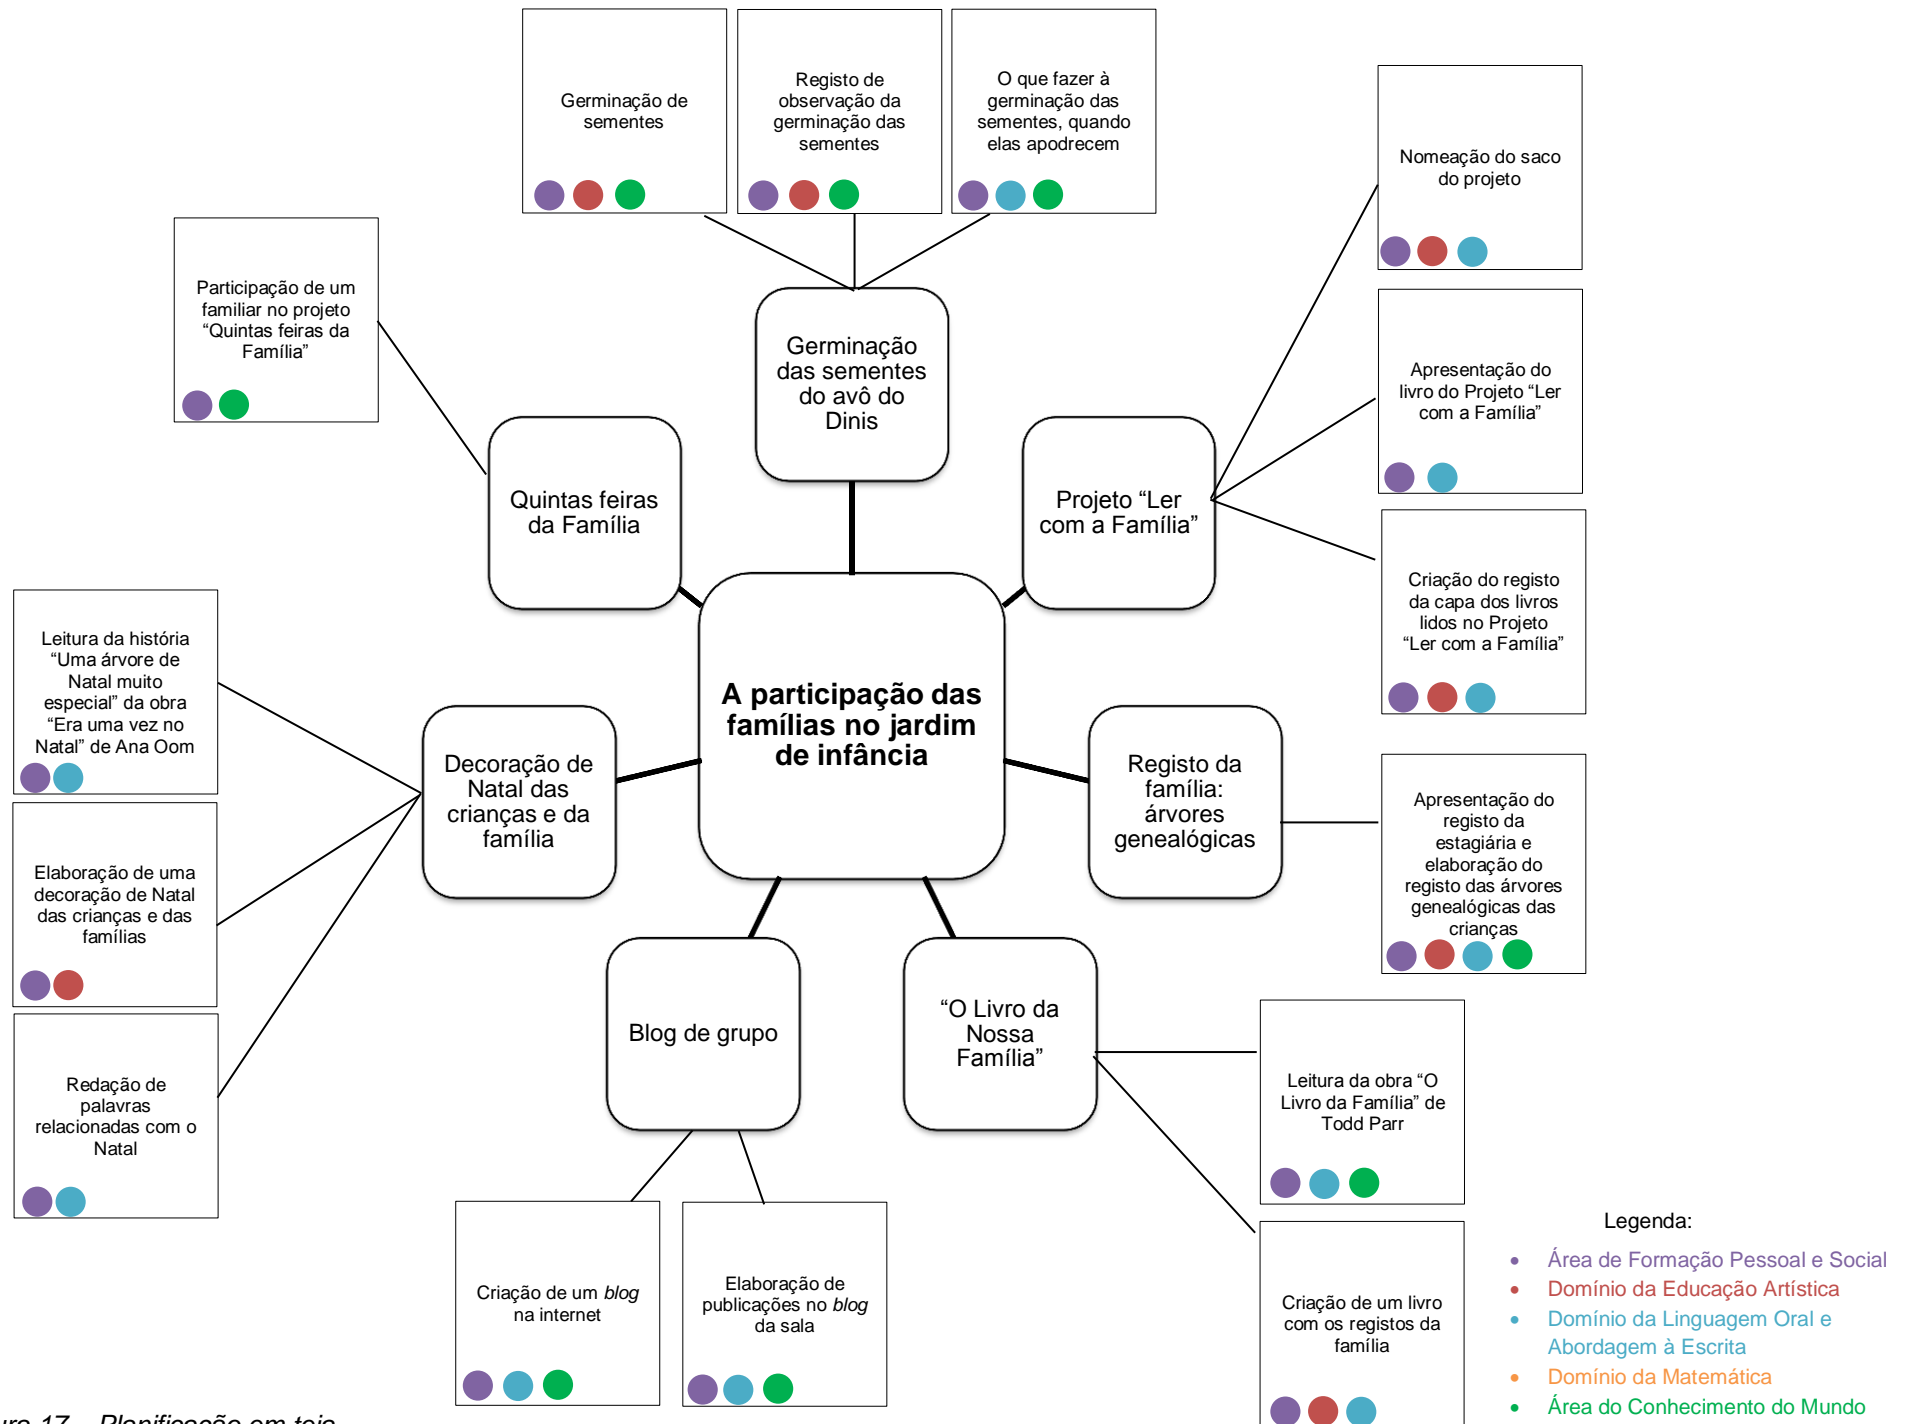 Germinação de
sementes
Registo de
observação da
germinação das
sementes
O que fazer à
germinação das
sementes, quando
elas apodrecem
Nomeação do saco
do projeto
Participação de um
familiar no projeto
“Quintas feiras da
Família”
Germinação
das sementes
do avô do
Dinis
Apresentação do
livro do Projeto “Ler
com a Família”
Quintas feiras
da Família
Projeto “Ler
com a Família”
Criação do registo
da capa dos livros
lidos no Projeto
“Ler com a Família”
Leitura da história
“Uma árvore de
Natal muito
especial” da obra
“Era uma vez no
Natal” de Ana Oom
A participação das
famílias no jardim
de infância
Decoração de
Natal das
crianças e da
família
Registo da
família:
árvores
genealógicas
Apresentação do
registo da
estagiária e
elaboração do
registo das árvores
genealógicas das
crianças
Elaboração de uma
decoração de Natal
das crianças e das
famílias
Blog de grupo
“O Livro da
Nossa
Família”
Redação de
palavras
relacionadas com o
Natal
Leitura da obra “O
Livro da Família” de
Todd Parr
Criação de um blog
na internet
Elaboração de
publicações no blog
da sala
Criação de um livro
com os registos da
família
Legenda:
• Área de Formação Pessoal e Social
• Domínio da Educação Artística
• Domínio da Linguagem Oral e
Abordagem à Escrita
• Domínio da Matemática
• Área do Conhecimento do Mundo
17 – Planificação em teia